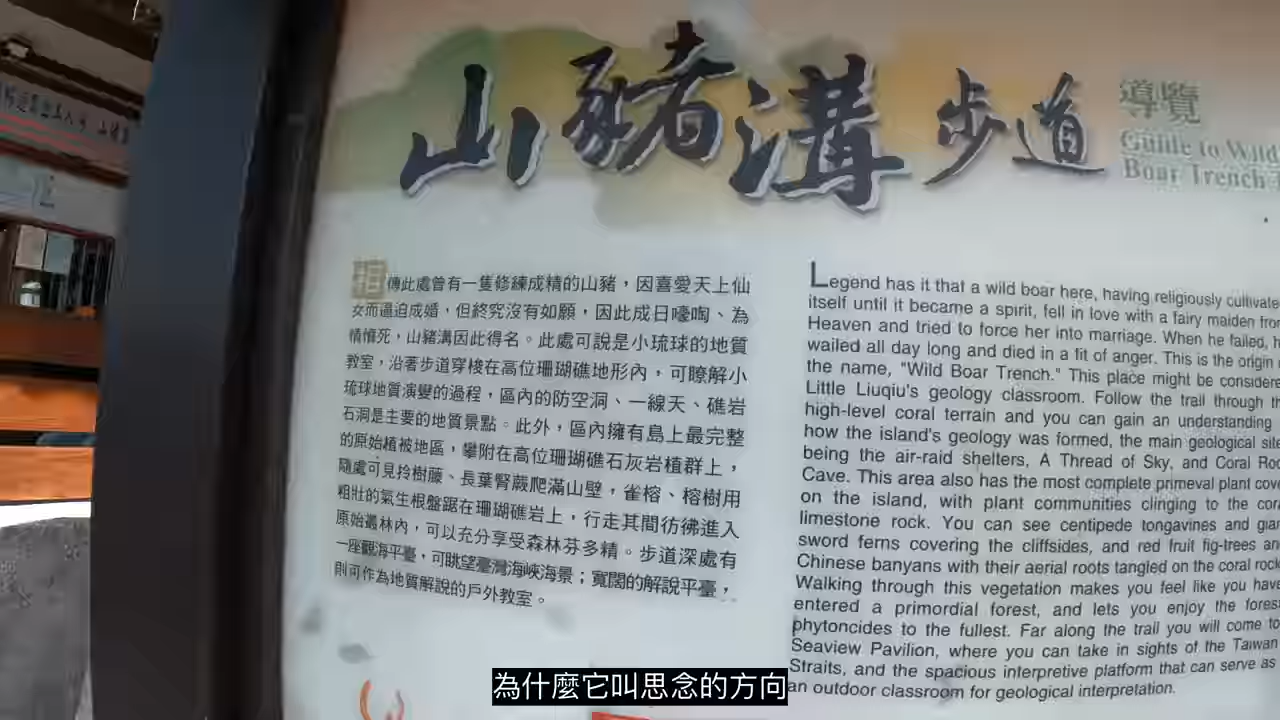 山豬溝步道
導覽
Guide to Wild
Boar Trench
相傳此處曾有一隻修練成精的山豬，因喜愛天上仙
女而逼迫成婚，但終究沒有如願，因此成日嚎啕、為
情懶死，山豬溝因此得名。此處可說是小琉球的地質
教室，沿著步道穿梭在高位珊瑚礁地形內，可瞭解小
琉球地質演變的過程，區內的防空洞、一線天、礁岩
石洞是主要的地質景點。此外，區內擁有島上最完整
的原始植被地區，攀附在高位珊瑚礁石灰岩植群上，
隨處可見拎樹藤、長葉腎蕨爬滿山壁，雀榕、榕樹用
粗壯的氣生根盤踞在珊瑚礁岩上，行走其間彷彿進入
原始叢林內，可以充分享受森林芬多精。步道深處有
一座觀海平臺，可眺望臺灣海峽海景；寬闊的解說平臺，
則可作為地質解說的戶外教室。
Legend has it that a wild boar here, having religiously
itself until it became a spirit, fell in love with a fairy maiden
Heaven and tried to force her into marriage. When he failed,
wailed all day long and died in a fit of anger. This is the origin
the name, "Wild Boar Trench." This place might be
Little Liuqiu's geology classroom. Follow the trail through
high-level coral terrain and you can gain an understanding
how the island's geology was formed, the main geological
being the air-raid shelters, A Thread of Sky, and Coral
Cave. This area also has the most complete primeval plant
on the island, with plant communities clinging to the
limestone rock. You can see centipede tongavines and
sword ferns covering the cliffsides, and red fruit fig-trees
Chinese banyans with their aerial roots tangled on the coral
Walking through this vegetation makes you feel like you have
entered a primordial forest, and lets you enjoy the
phytoncides to the fullest. Far along the trail you will come
Seaview Pavilion, where you can take in sights of the Taiwan
Straits, and the spacious interpretive platform that can serve as
an outdoor classroom for geological interpretation.
為什麼它叫思念的方向